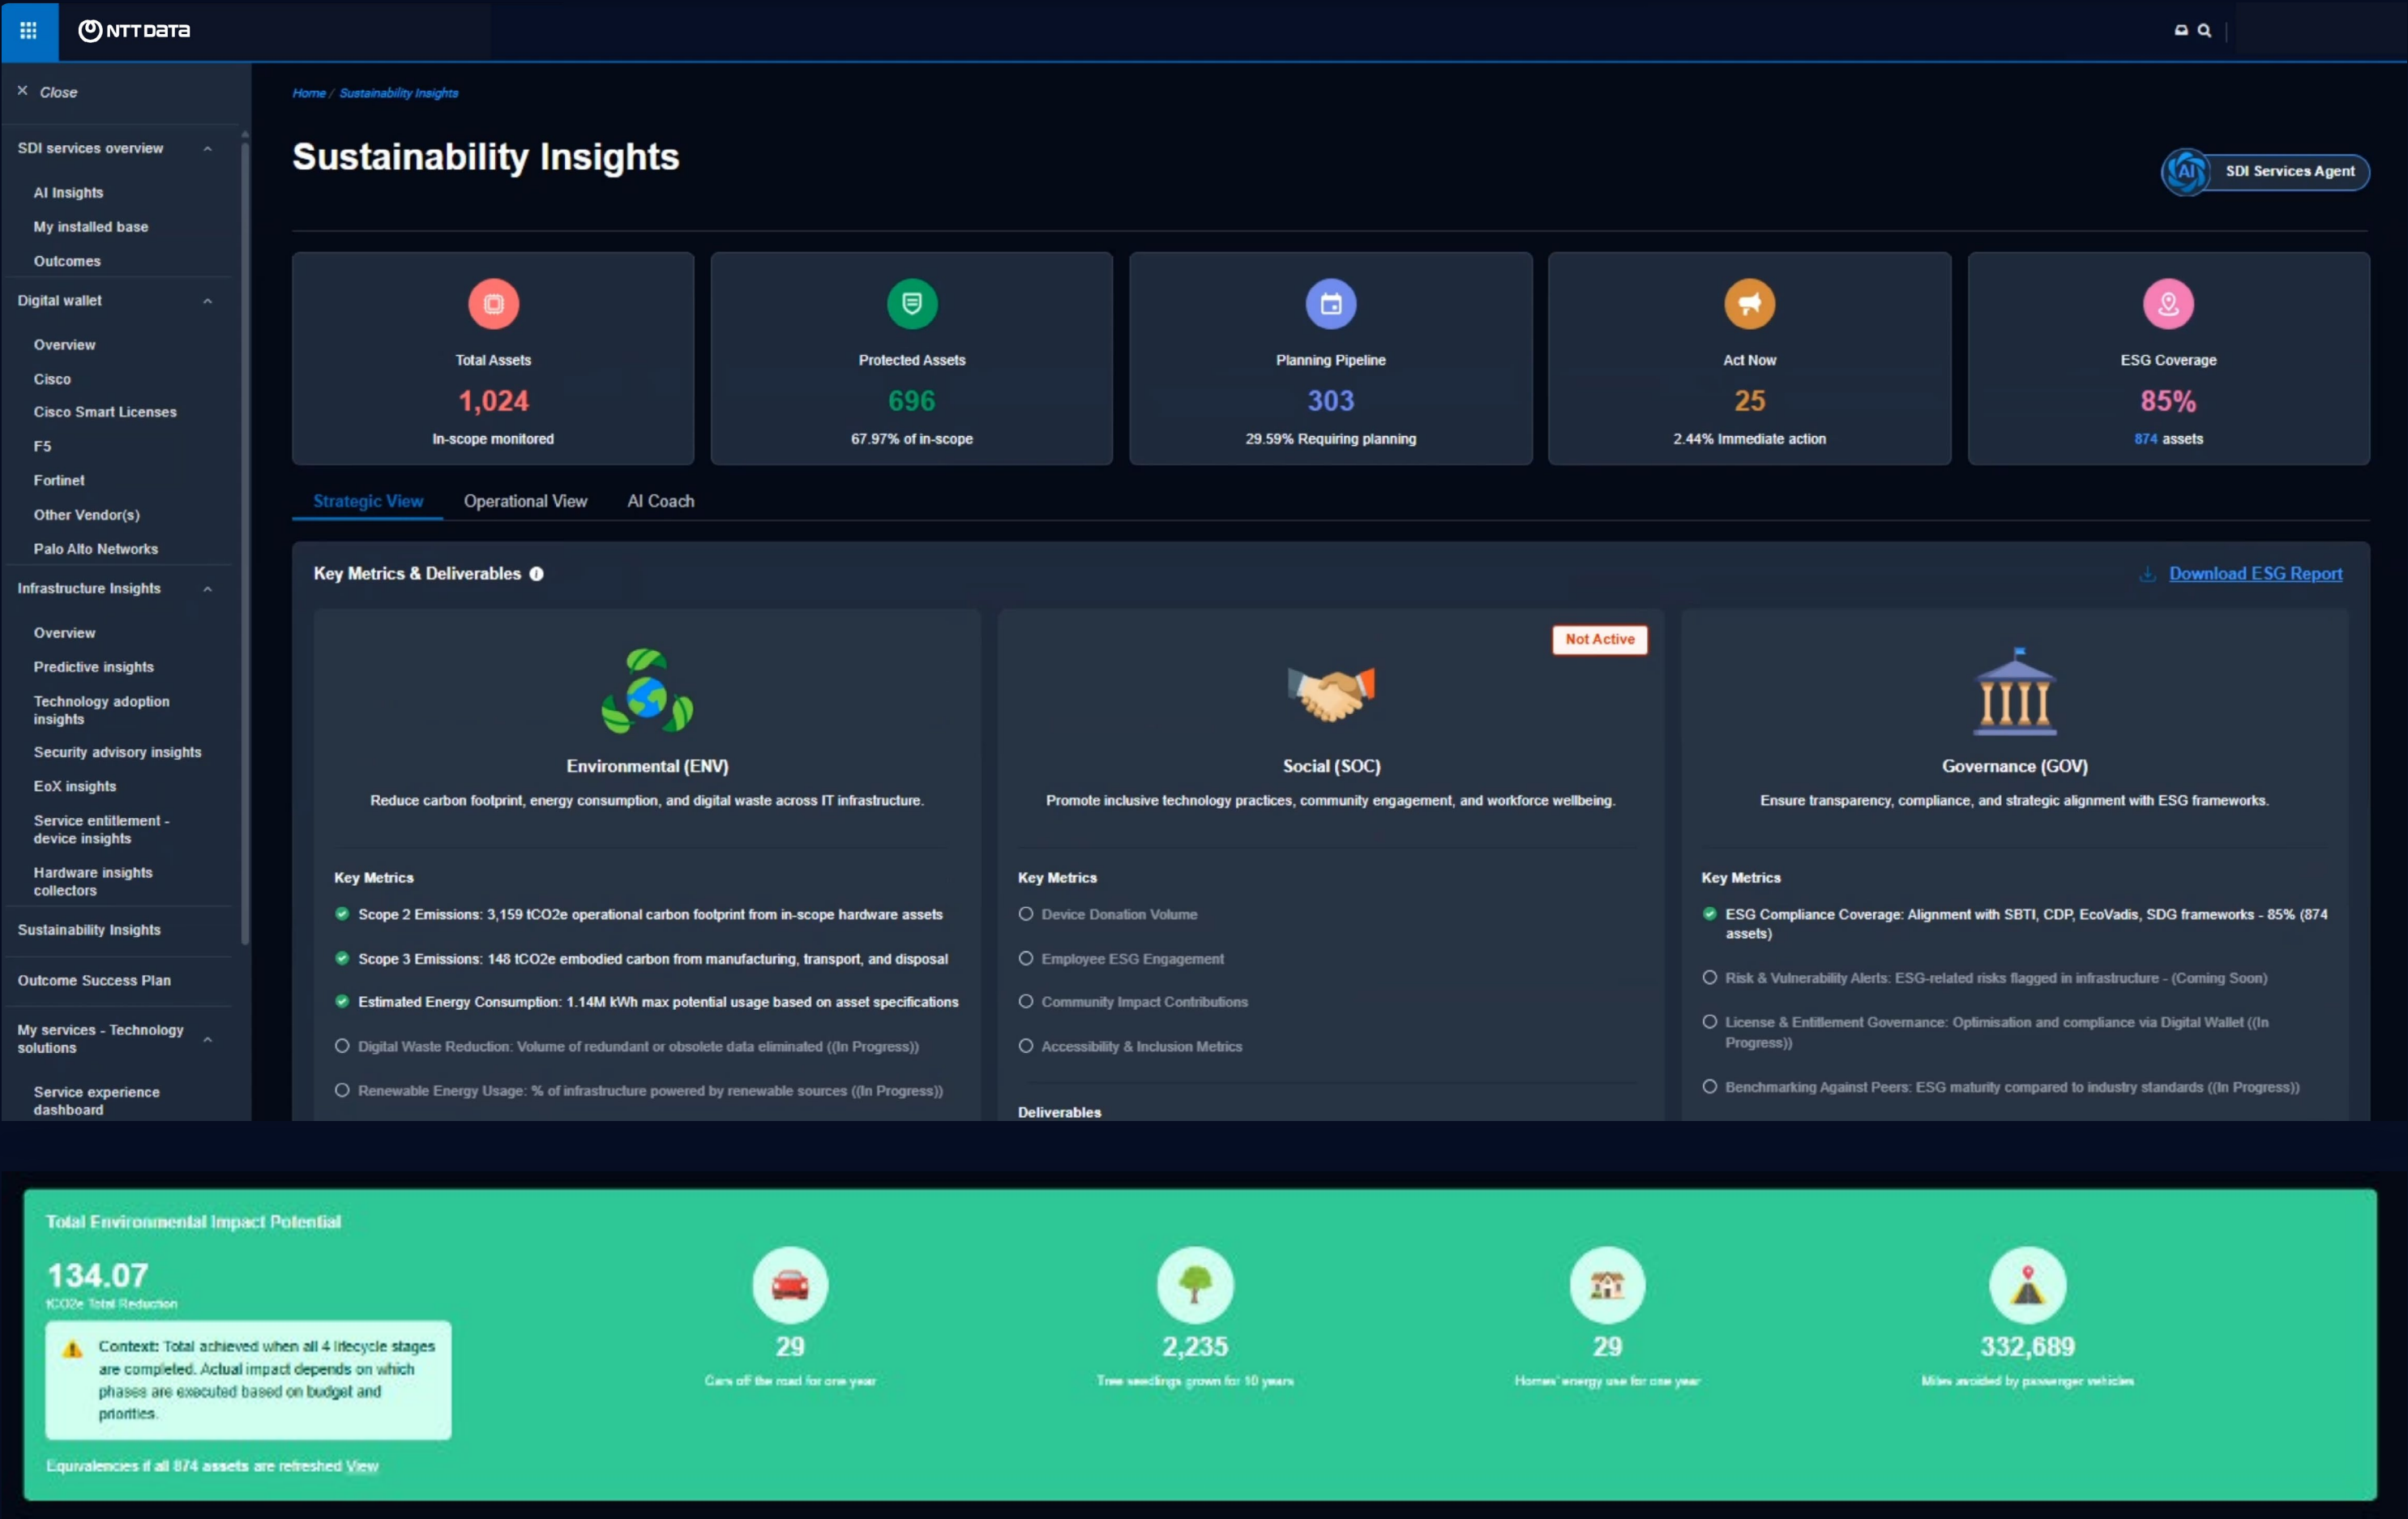 NTT DATA
Close
SDI services overview
AI Insights
My installed base
Outcomes
Digital wallet
Overview
Cisco
Cisco Smart Licenses
F5
Fortinet
Other Vendor(s)
Palo Alto Networks
Infrastructure Insights
Overview
Predictive insights
Technology adoption
insights
Security advisory insights
EoX insights
Service entitlement -
device insights
Hardware insights
collectors
Sustainability Insights
Outcome Success Plan
My services - Technology
solutions
Service experience
dashboard
Home / Sustainability Insights
Sustainability Insights
AI SDI Services Agent
Total Assets
1,024
In-scope monitored
Protected Assets
696
67.97% of in-scope
Planning Pipeline
303
29.59% Requiring planning
Act Now
25
2.44% Immediate action
ESG Coverage
85%
874 assets
Strategic View Operational View AI Coach
Key Metrics & Deliverables
Download ESG Report
Environmental (ENV)
Reduce carbon footprint, energy consumption, and digital waste across IT infrastructure.
Key Metrics
Scope 2 Emissions: 3,159 tCO2e operational carbon footprint from in-scope hardware assets
Scope 3 Emissions: 148 tCO2e embodied carbon from manufacturing, transport, and disposal
Estimated Energy Consumption: 1.14M kWh max potential usage based on asset specifications
Digital Waste Reduction: Volume of redundant or obsolete data eliminated ((In Progress))
Renewable Energy Usage: % of infrastructure powered by renewable sources ((In Progress))
Not Active
Social (SOC)
Promote inclusive technology practices, community engagement, and workforce wellbeing.
Key Metrics
Device Donation Volume
Employee ESG Engagement
Community Impact Contributions
Accessibility & Inclusion Metrics
Deliverables
Governance (GOV)
Ensure transparency, compliance, and strategic alignment with ESG frameworks.
Key Metrics
ESG Compliance Coverage: Alignment with SBTI, CDP, EcoVadis, SDG frameworks - 85% (874
assets)
Risk & Vulnerability Alerts: ESG-related risks flagged in infrastructure - (Coming Soon)
License & Entitlement Governance: Optimisation and compliance via Digital Wallet ((In
Progress))
Benchmarking Against Peers: ESG maturity compared to industry standards ((In Progress))
Total Environmental Impact Potential
134.07
tCO2e Total Reduction
Context: Total achieved when all 4 lifecycle stages
are completed. Actual impact depends on which
phases are executed based on budget and
priorities.
Equivalencies if all 874 assets are refreshed View
29
Cars off the road for one year
2,235
Tree seedlings grown for 10 years
29
Homes' energy use for one year
332,689
Miles avoided by passenger vehicles